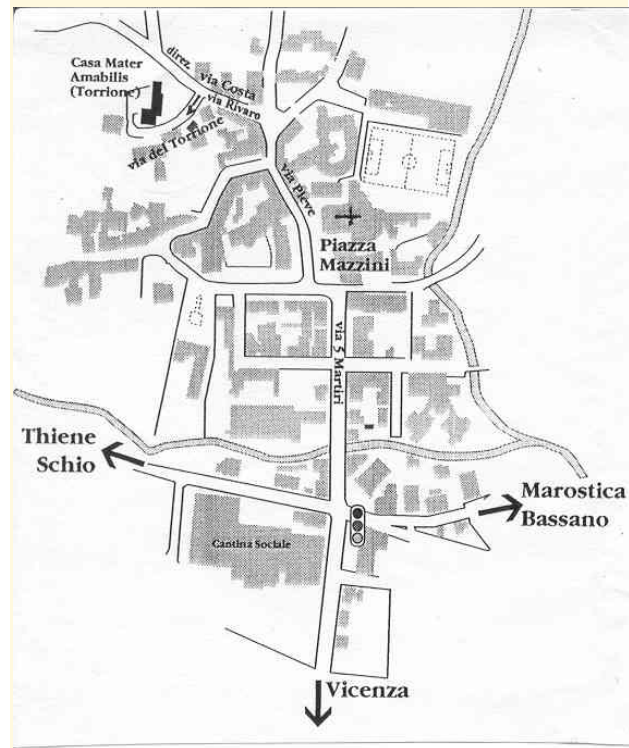 Casa Mater
Amabilis
(Torrione)
direz.
via Costa
via Rivaro
via del Torrione
via Pieve
Piazza
Mazzini
via 5 Martiri
Thiene
Schio
Marostica
Bassano
Cantina Sociale
Vicenza